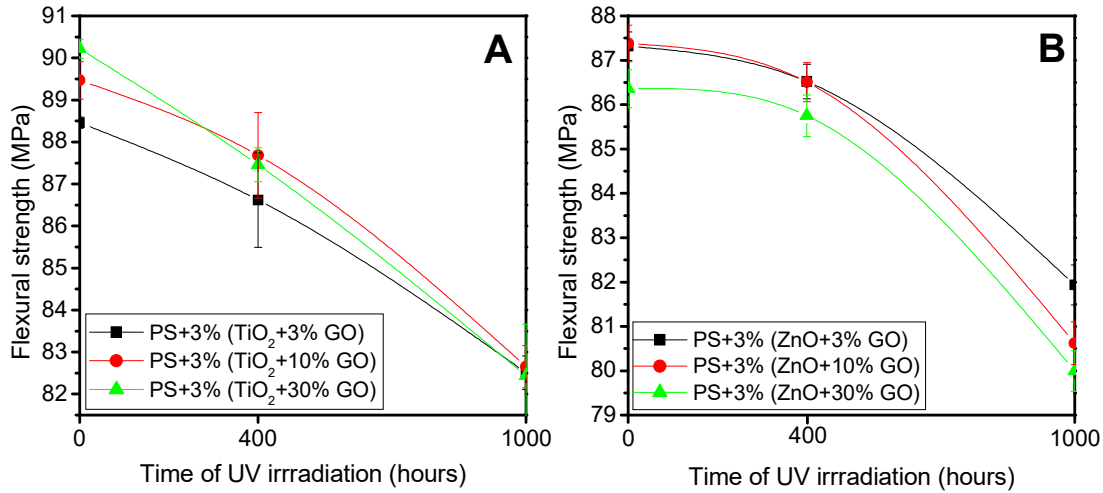 A
Flexural strength (MPa)
91
90
89
88
87
86
85
84
83
82
PS+3% (TiO₂+3% GO)
PS+3% (TiO₂+10% GO)
PS+3% (TiO₂+30% GO)
0
400
1000
Time of UV irrradiation (hours)
B
Flexural strength (MPa)
88
87
86
85
84
83
82
81
80
79
PS+3% (ZnO+3% GO)
PS+3% (ZnO+10% GO)
PS+3% (ZnO+30% GO)
0
400
1000
Time of UV irrradiation (hours)